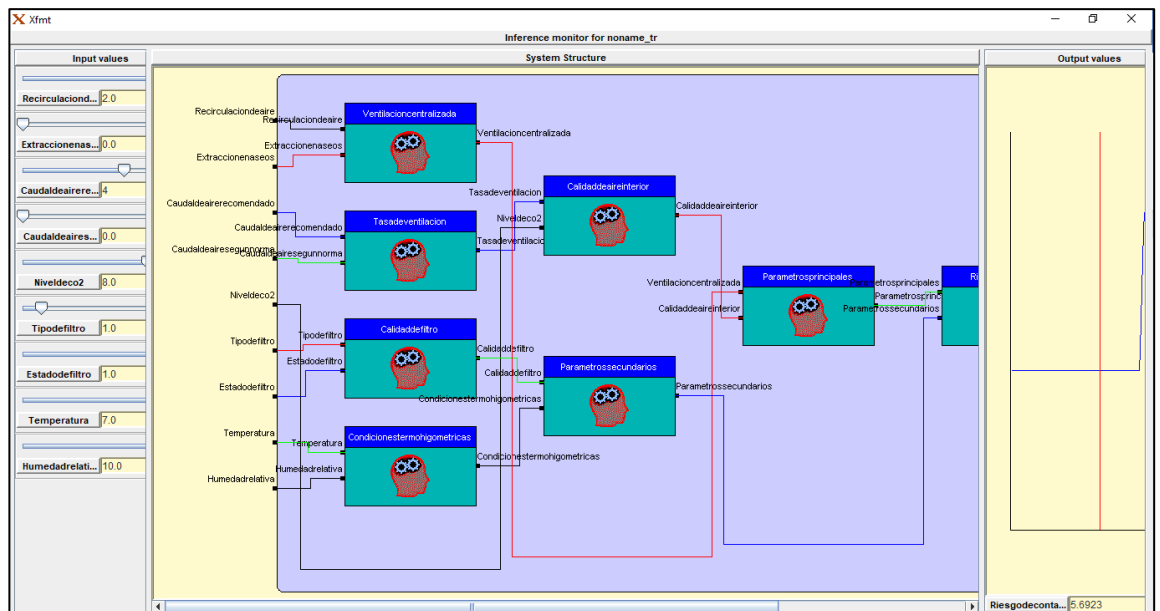 Xfmt
Inference monitor for noname_tr
Input values
Recirculaciond... 2.0
Extraccionenas... 0.0
Caudaldeairere... 4
Caudaldeaires... 0.0
Niveldeco2 8.0
Tipodefiltro 1.0
Estadodefiltro 1.0
Temperatura 7.0
Humedadrelati... 10.0
System Structure
Recirculaciondeaire
Extraccionenaseos
Caudaldeairerecomendado
Caudaldeairesegunnorma
Niveldeco2
Tipodefiltro
Estadodefiltro
Temperatura
Humedadrelativa
Recirculaciondeaire
Extraccionenaseos
Ventilacioncentralizada
Ventilacioncentralizada
Caudaldeairerecomendado
Caudaldeairesegunnorma
Tasadeventilacion
Tasadeventilacio
Tipodefiltro
Estadodefiltro
Calidaddefiltro
Calidaddefiltro
Temperatura
Humedadrelativa
Condicionestermohigometricas
Condicionestermohigometricas
Tasadeventilacion
Niveldeco2
Calidaddeaireinterior
Calidaddeaireinterior
Calidaddefiltro
Condicionestermohigometricas
Parametrossecundarios
Parametrossecundarios
Ventilacioncentralizada
Calidaddeaireinterior
Parametrosprincipales
Parametrosprinc
Parametrosprincipales
Parametrossecundarios
Ri
Output values
Riesgodeconta... 5.6923